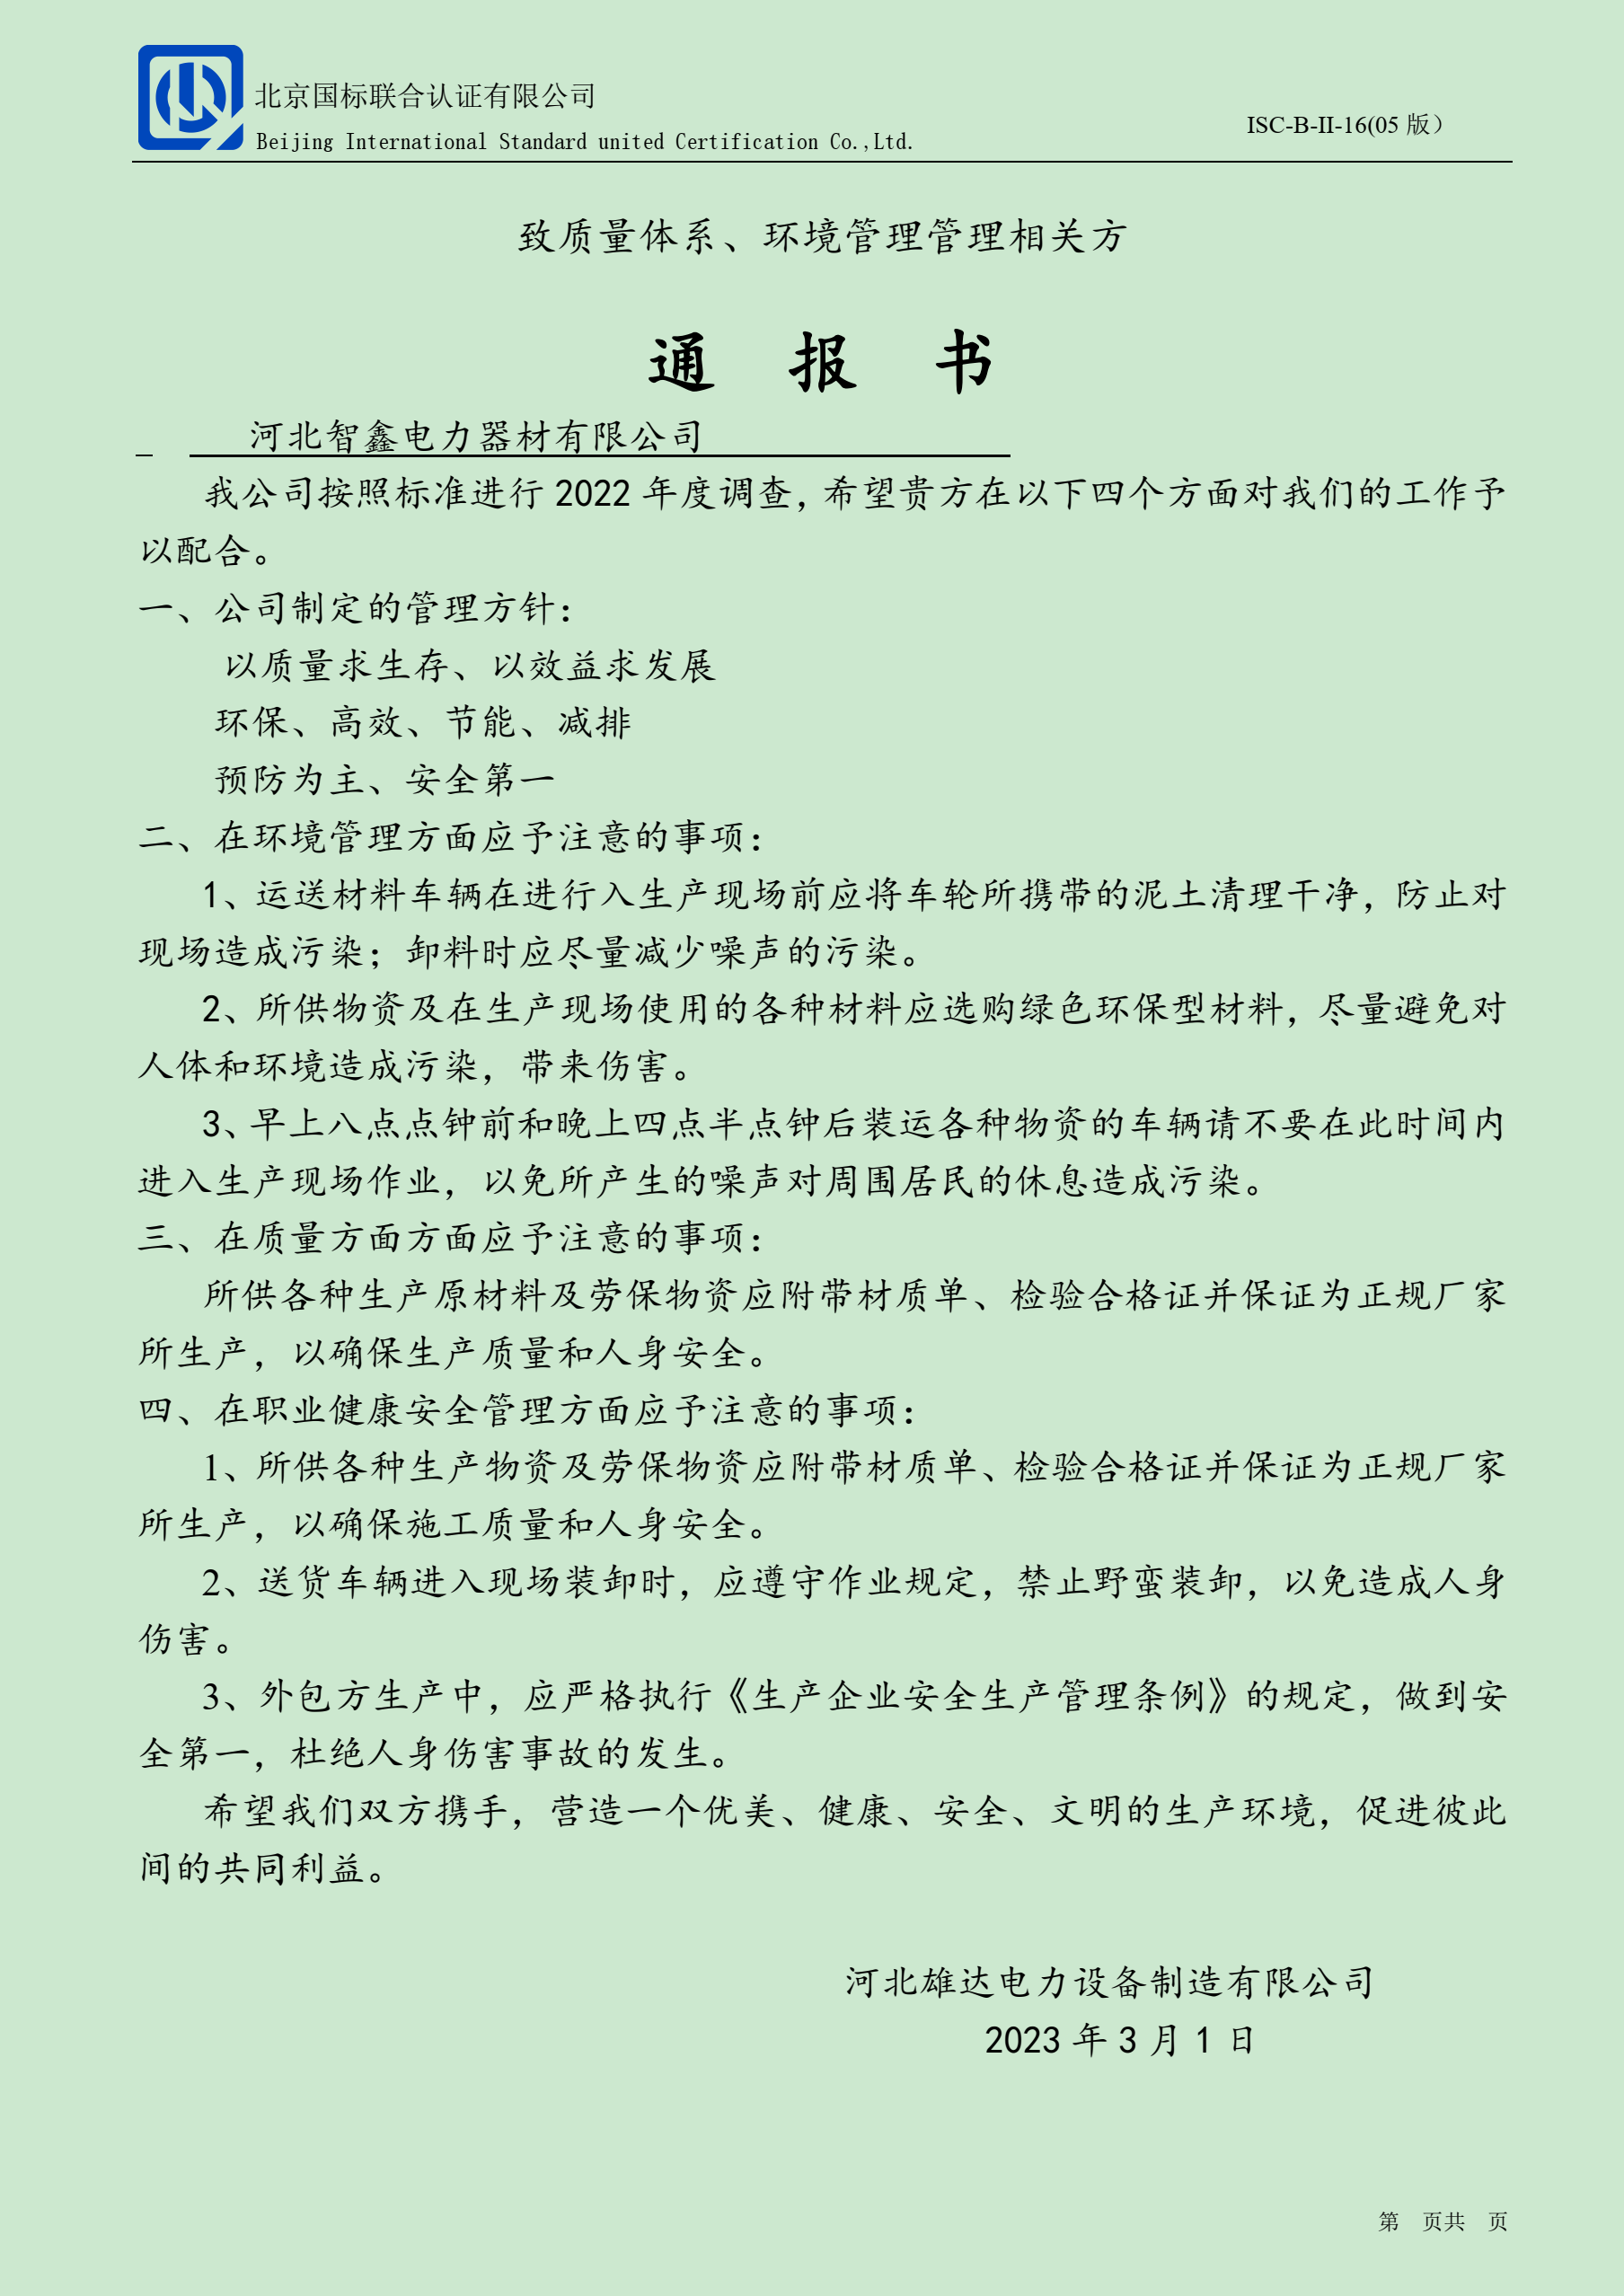 北京国标联合认证有限公司
Beijing International Standard united Certification Co.,Ltd.
ISC-B-II-16(05 版）
致质量体系、环境管理管理相关方
通 报 书
河北智鑫电力器材有限公司
我公司按照标准进行 2022 年度调查，希望贵方在以下四个方面对我们的工作予
以配合。
一、公司制定的管理方针：
以质量求生存、以效益求发展
环保、高效、节能、减排
预防为主、安全第一
二、在环境管理方面应予注意的事项：
1、运送材料车辆在进行入生产现场前应将车轮所携带的泥土清理干净，防止对
现场造成污染；卸料时应尽量减少噪声的污染。
2、所供物资及在生产现场使用的各种材料应选购绿色环保型材料，尽量避免对
人体和环境造成污染，带来伤害。
3、早上八点点钟前和晚上四点半点钟后装运各种物资的车辆请不要在此时间内
进入生产现场作业，以免所产生的噪声对周围居民的休息造成污染。
三、在质量方面方面应予注意的事项：
所供各种生产原材料及劳保物资应附带材质单、检验合格证并保证为正规厂家
所生产，以确保生产质量和人身安全。
四、在职业健康安全管理方面应予注意的事项：
1、所供各种生产物资及劳保物资应附带材质单、检验合格证并保证为正规厂家
所生产，以确保施工质量和人身安全。
2、送货车辆进入现场装卸时，应遵守作业规定，禁止野蛮装卸，以免造成人身
伤害。
3、外包方生产中，应严格执行《生产企业安全生产管理条例》的规定，做到安
全第一，杜绝人身伤害事故的发生。
希望我们双方携手，营造一个优美、健康、安全、文明的生产环境，促进彼此
间的共同利益。
河北雄达电力设备制造有限公司
2023 年 3 月 1 日
第 页共 页